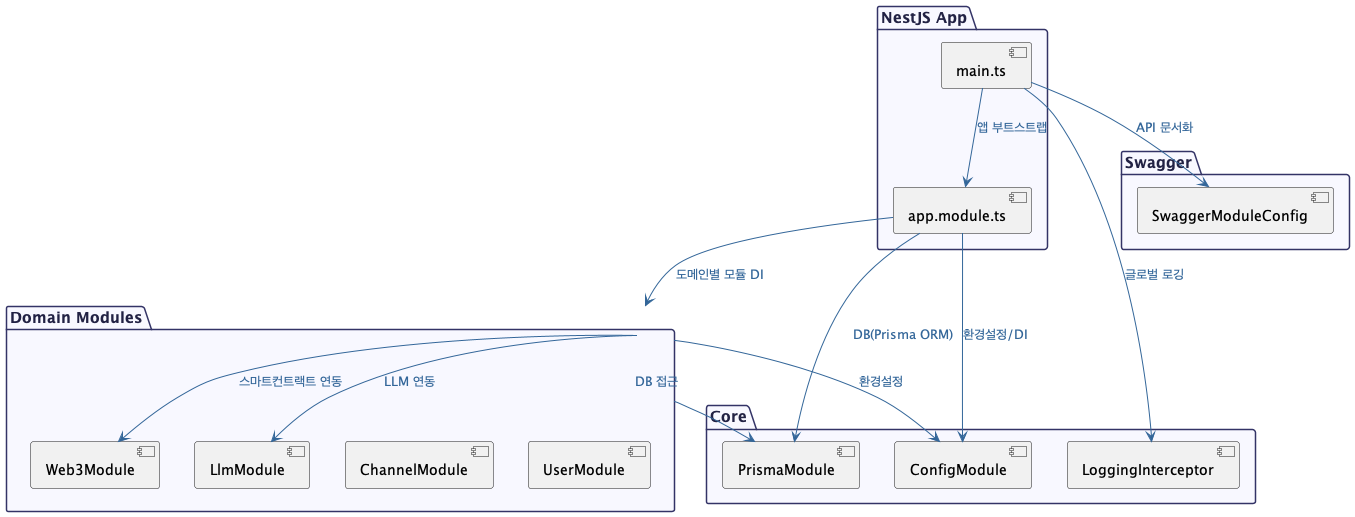 NestJS App
main.ts
앱 부트스트랩
API 문서화
Swagger
SwaggerModuleConfig
app.module.ts
도메인별 모듈 DI
글로벌 로깅
Domain Modules
DB(Prisma ORM)
환경설정/DI
스마트컨트랙트 연동
LLM 연동
DB 접근
환경설정
Core
Web3Module
LlmModule
ChannelModule
UserModule
PrismaModule
ConfigModule
LoggingInterceptor